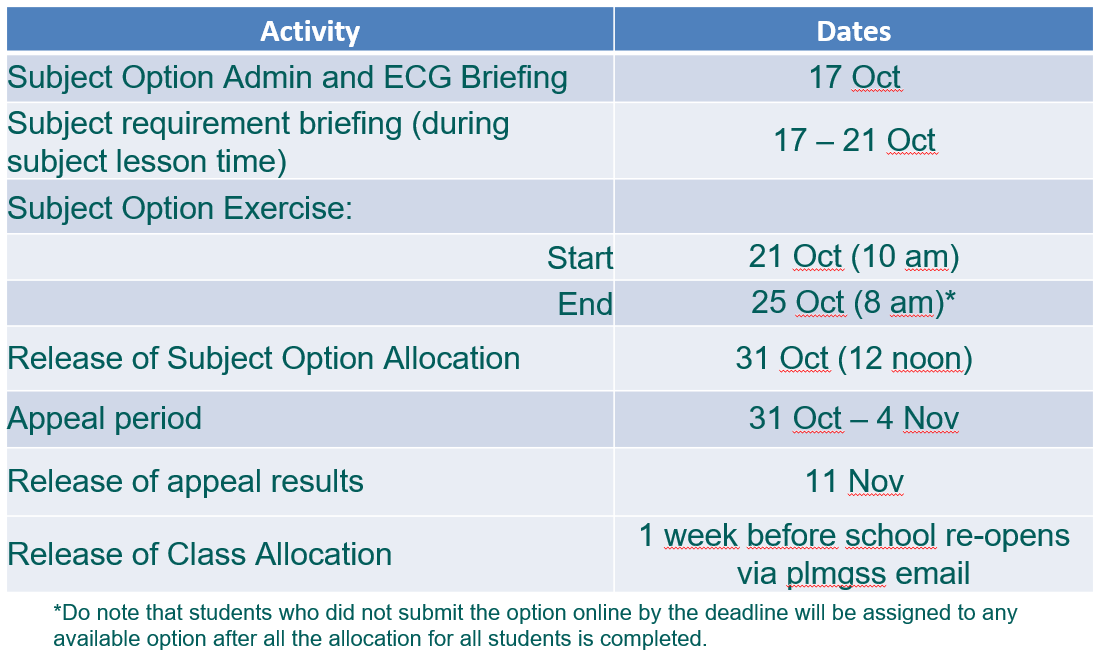 Activity Dates
Subject Option Admin and ECG Briefing 17 Oct
Subject requirement briefing (during
subject lesson time) 17 – 21 Oct
Subject Option Exercise:
Start 21 Oct (10 am)
End 25 Oct (8 am)*
Release of Subject Option Allocation 31 Oct (12 noon)
Appeal period 31 Oct – 4 Nov
Release of appeal results 11 Nov
Release of Class Allocation 1 week before school re-opens
via plmgss email
*Do note that students who did not submit the option online by the deadline will be assigned to any
available option after all the allocation for all students is completed.